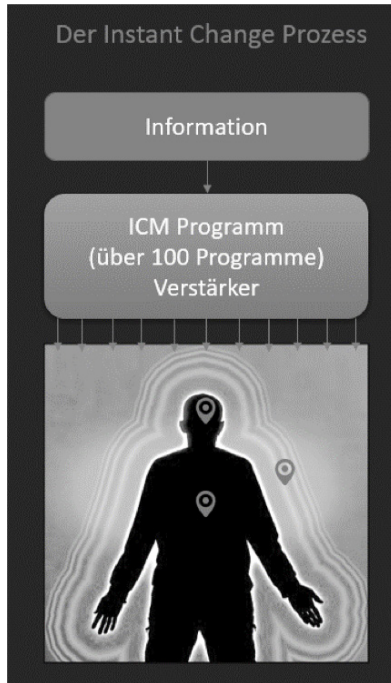 Der Instant Change Prozess
Information
ICM Programm
(über 100 Programme)
Verstärker